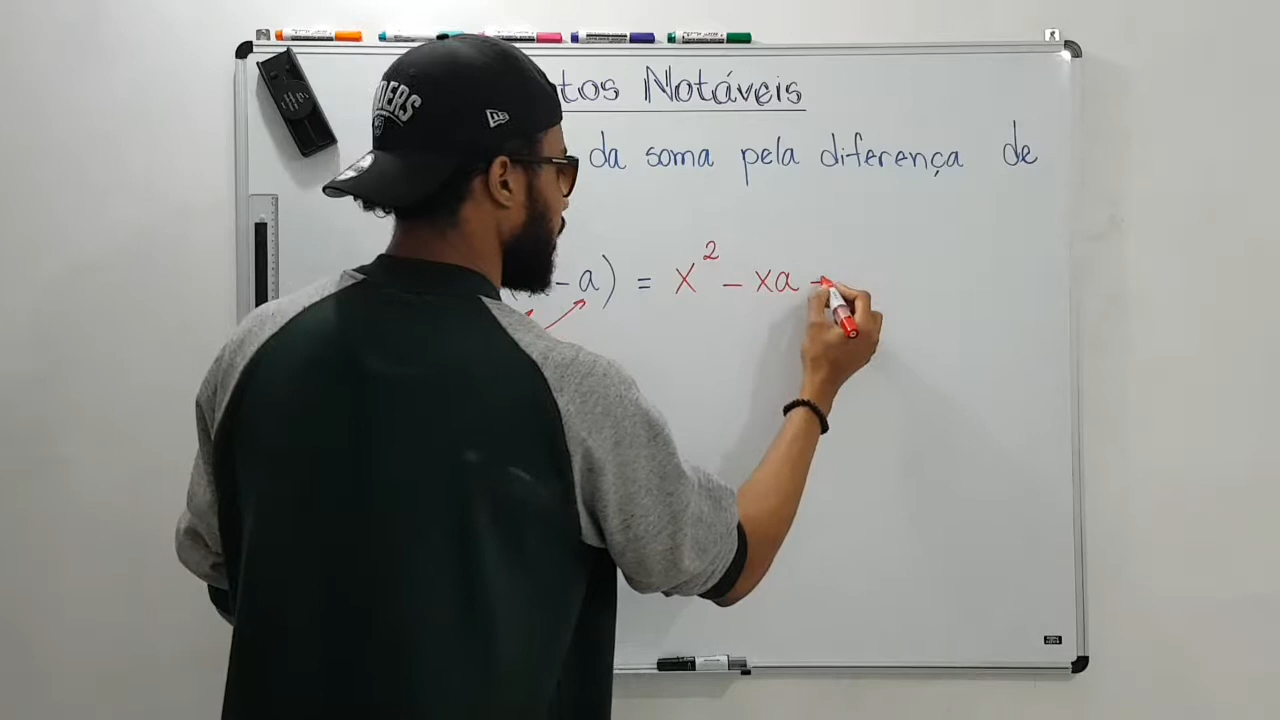 tos Notáveis
da soma pela diferença de
- a) = x² - xa -